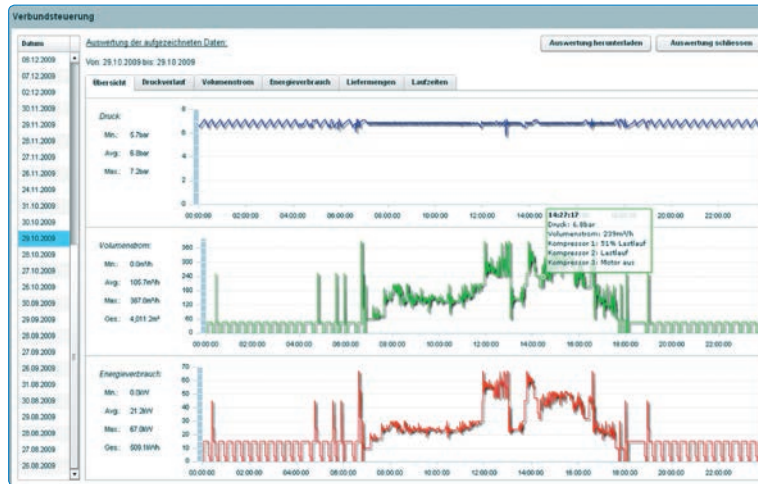 Verbundsteuerung
Datum
06.12.2009
07.12.2009
02.12.2009
30.11.2009
29.11.2009
28.11.2009
27.11.2009
26.11.2009
24.11.2009
31.10.2009
30.10.2009
29.10.2009
28.10.2009
27.10.2009
26.10.2009
30.09.2009
29.09.2009
28.09.2009
27.09.2009
26.09.2009
31.08.2009
30.08.2009
29.08.2009
28.08.2009
27.08.2009
26.08.2009
Auswertung der aufgezeichneten Daten:
Auswertung herunterladen
Auswertung schliessen
Von: 29.10.2009 bis: 29.10.2009
Übersicht
Druckverlauf
Volumenstrom
Energieverbrauch
Liefermengen
Laufzeiten
Druck:
Min.: 5.7bar
Avg.: 6.8bar
Max.: 7.2bar
8
6
4
2
0
00:00:00 02:00:00 04:00:00 06:00:00 08:00:00 10:00:00 12:00:00 14:00:00 16:00:00 18:00:00 20:00:00 22:00:00
14:27:17
Druck: 6.8bar
Volumenstrom: 239m³/h
Kompressor 1: 51% Lastlauf
Kompressor 2: Lastlauf
Kompressor 3: Motor aus
Volumenstrom:
Min.: 0.0m³/h
Avg.: 105.7m³/h
Max.: 387.0m³/h
Ges.: 4,011.2m³
360
300
240
180
120
60
0
00:00:00 02:00:00 04:00:00 06:00:00 08:00:00 10:00:00 12:00:00 14:00:00 16:00:00 18:00:00 20:00:00 22:00:00
Energieverbrauch:
Min.: 0.0kW
Avg.: 21.2kW
Max.: 67.0kW
Ges.: 509.1kWh
70
60
50
40
30
20
10
0
00:00:00 02:00:00 04:00:00 06:00:00 08:00:00 10:00:00 12:00:00 14:00:00 16:00:00 18:00:00 20:00:00 22:00:00